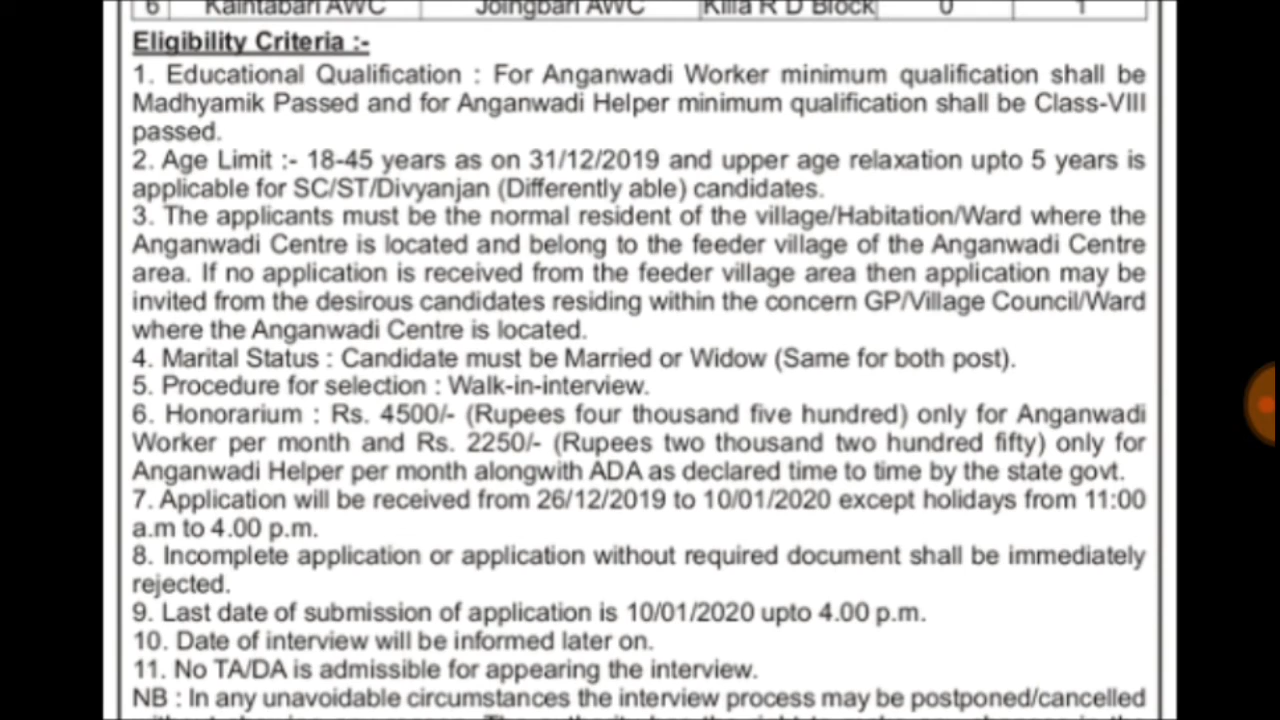 6 Kaintabari AWC Joingbari AWC Killa R D Block 0 1
Eligibility Criteria :-
1. Educational Qualification : For Anganwadi Worker minimum qualification shall be
Madhyamik Passed and for Anganwadi Helper minimum qualification shall be Class-VIII
passed.
2. Age Limit :- 18-45 years as on 31/12/2019 and upper age relaxation upto 5 years is
applicable for SC/ST/Divyanjan (Differently able) candidates.
3. The applicants must be the normal resident of the village/Habitation/Ward where the
Anganwadi Centre is located and belong to the feeder village of the Anganwadi Centre
area. If no application is received from the feeder village area then application may be
invited from the desirous candidates residing within the concern GP/Village Council/Ward
where the Anganwadi Centre is located.
4. Marital Status : Candidate must be Married or Widow (Same for both post).
5. Procedure for selection : Walk-in-interview.
6. Honorarium : Rs. 4500/- (Rupees four thousand five hundred) only for Anganwadi
Worker per month and Rs. 2250/- (Rupees two thousand two hundred fifty) only for
Anganwadi Helper per month alongwith ADA as declared time to time by the state govt.
7. Application will be received from 26/12/2019 to 10/01/2020 except holidays from 11:00
a.m to 4.00 p.m.
8. Incomplete application or application without required document shall be immediately
rejected.
9. Last date of submission of application is 10/01/2020 upto 4.00 p.m.
10. Date of interview will be informed later on.
11. No TA/DA is admissible for appearing the interview.
NB : In any unavoidable circumstances the interview process may be postponed/cancelled